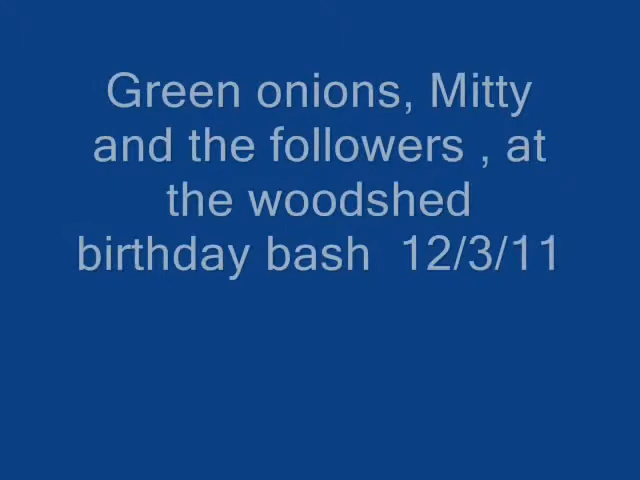 Green onions, Mitty
and the followers , at
the woodshed
birthday bash  12/3/11